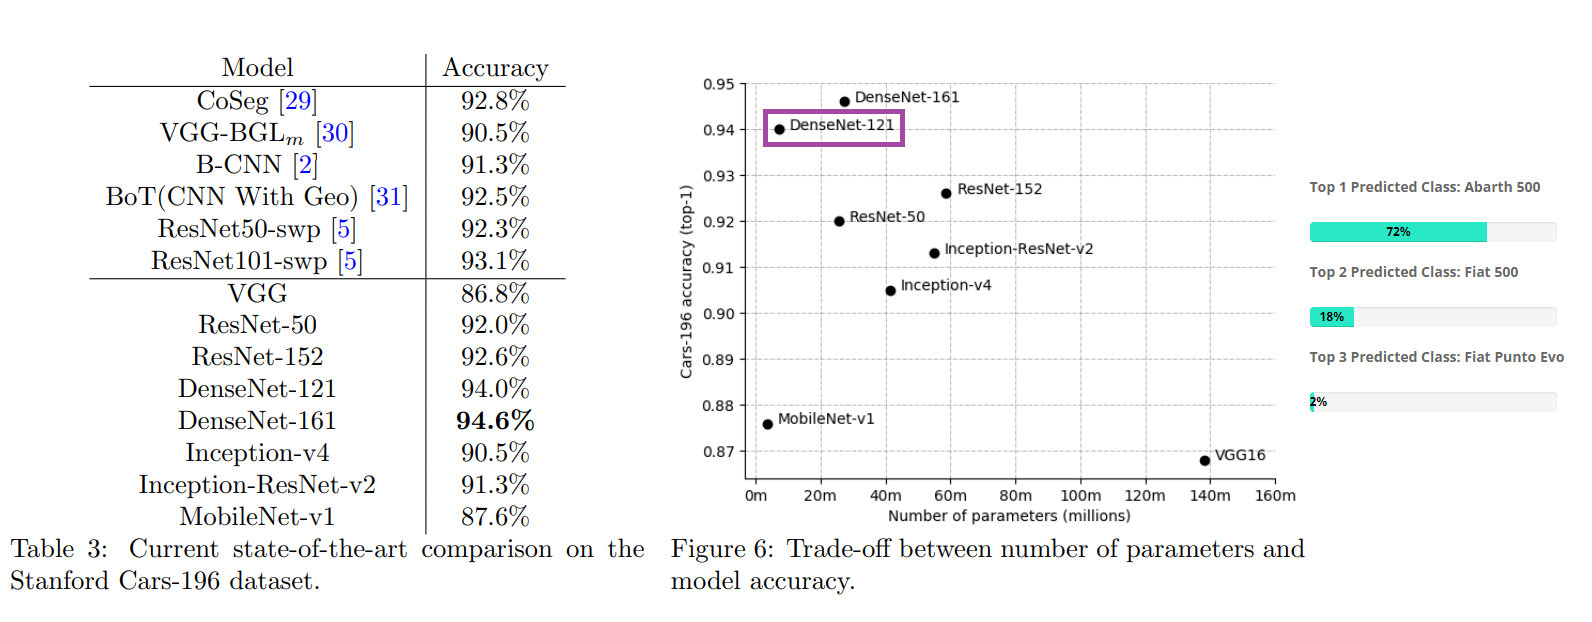 Model Accuracy
CoSeg [29] 92.8%
VGG-BGLm [30] 90.5%
B-CNN [2] 91.3%
BoT(CNN With Geo) [31] 92.5%
ResNet50-swp [5] 92.3%
ResNet101-swp [5] 93.1%
VGG 86.8%
ResNet-50 92.0%
ResNet-152 92.6%
DenseNet-121 94.0%
DenseNet-161 94.6%
Inception-v4 90.5%
Inception-ResNet-v2 91.3%
MobileNet-v1 87.6%
Table 3: Current state-of-the-art comparison on the
Stanford Cars-196 dataset.
Cars-196 accuracy (top-1)
0.95
0.94
0.93
0.92
0.91
0.90
0.89
0.88
0.87
DenseNet-161
DenseNet-121
ResNet-152
ResNet-50
Inception-ResNet-v2
Inception-v4
MobileNet-v1
VGG16
0m 20m 40m 60m 80m 100m 120m 140m 160m
Number of parameters (millions)
Figure 6: Trade-off between number of parameters and
model accuracy.
Top 1 Predicted Class: Abarth 500
72%
Top 2 Predicted Class: Fiat 500
18%
Top 3 Predicted Class: Fiat Punto Evo
2%